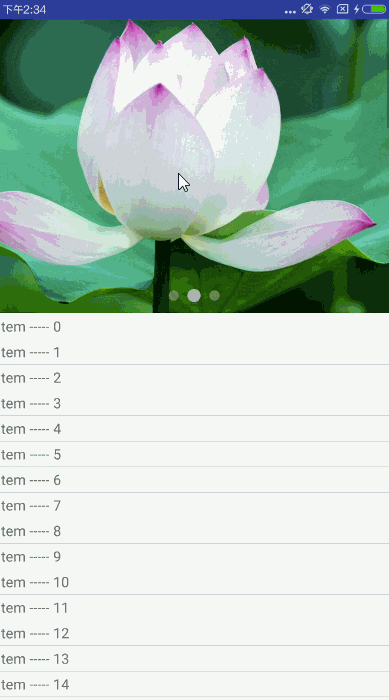 下午2:34
tem ----- 0
tem ----- 1
tem ----- 2
tem ----- 3
tem ----- 4
tem ----- 5
tem ----- 6
tem ----- 7
tem ----- 8
tem ----- 9
tem ----- 10
tem ----- 11
tem ----- 12
tem ----- 13
tem ----- 14